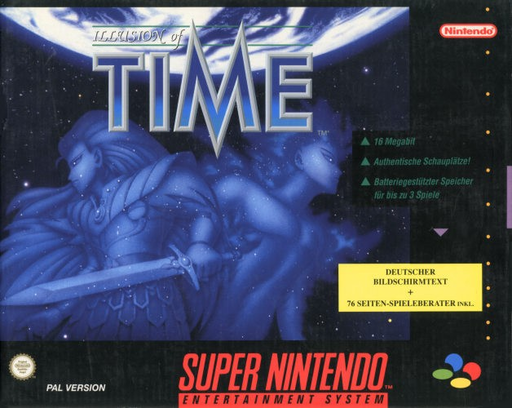 ILLUSION of
TIME
TM
Nintendo
16 Megabit
Authentische Schauplätze!
Batteriegestützter Speicher
für bis zu 3 Spiele
DEUTSCHER
BILDSCHIRMTEXT
+
76 SEITEN-SPIELEBERATER INKL.
PAL VERSION
SUPER NINTENDO
TM
ENTERTAINMENT SYSTEM